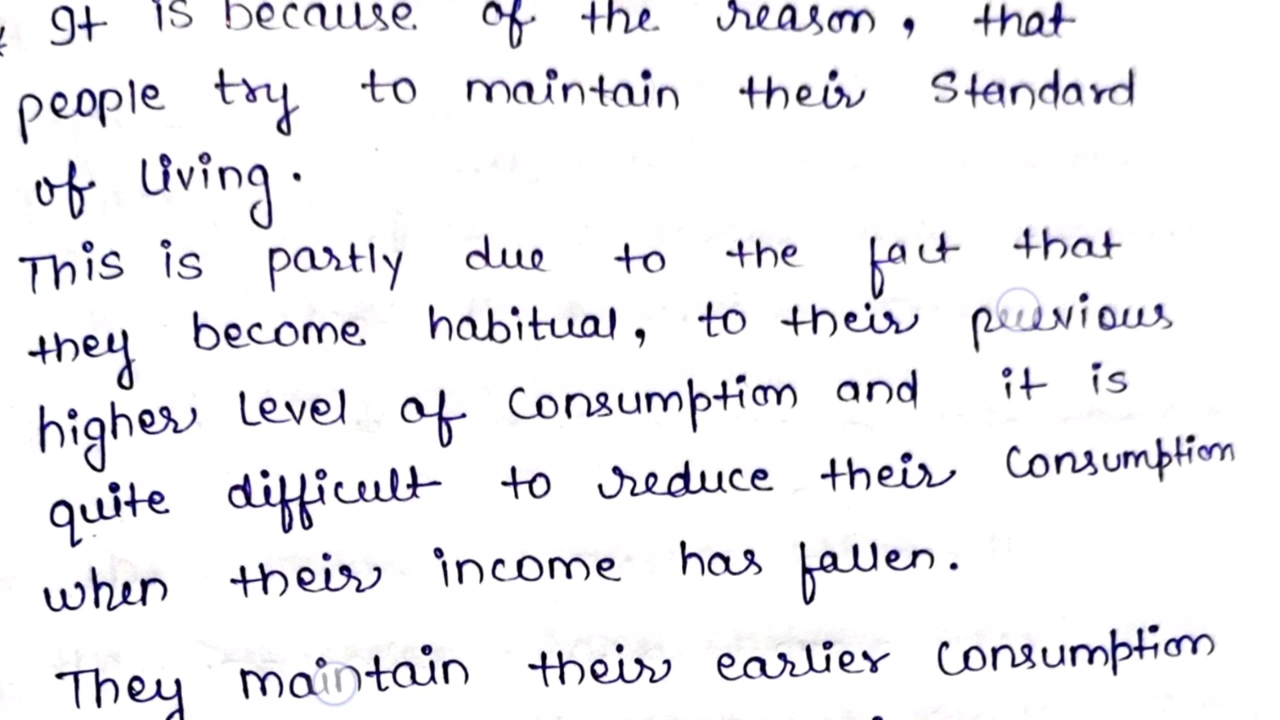 It is because of the reason, that
people try to maintain their Standard
of living.
This is partly due to the fact that
they become habitual, to their previous
higher level of consumption and it is
quite difficult to reduce their consumption
when their income has fallen.
They maintain their earlier consumption